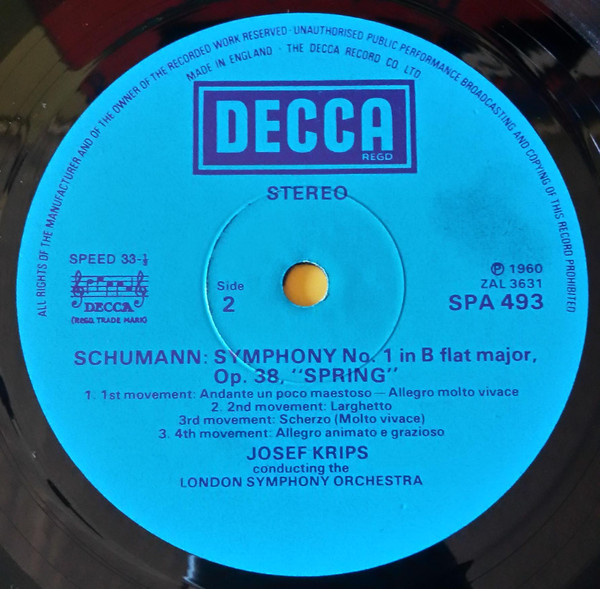 ALL RIGHTS OF THE MANUFACTURER AND OF THE OWNER OF THE RECORDED WORK RESERVED · UNAUTHORISED PUBLIC PERFORMANCE BROADCASTING AND COPYING OF THIS RECORD PROHIBITED
MADE IN ENGLAND · THE DECCA RECORD CO LTD
DECCA
REGD
STEREO
SPEED 33-⅓
DECCA
(REGD. TRADE MARK)
Side
2
℗ 1960
ZAL 3631
SPA 493
SCHUMANN: SYMPHONY No. 1 in B flat major,
Op. 38, "SPRING"
1. 1st movement: Andante un poco maestoso — Allegro molto vivace
2. 2nd movement: Larghetto
3rd movement: Scherzo (Molto vivace)
3. 4th movement: Allegro animato e grazioso
JOSEF KRIPS
conducting the
LONDON SYMPHONY ORCHESTRA